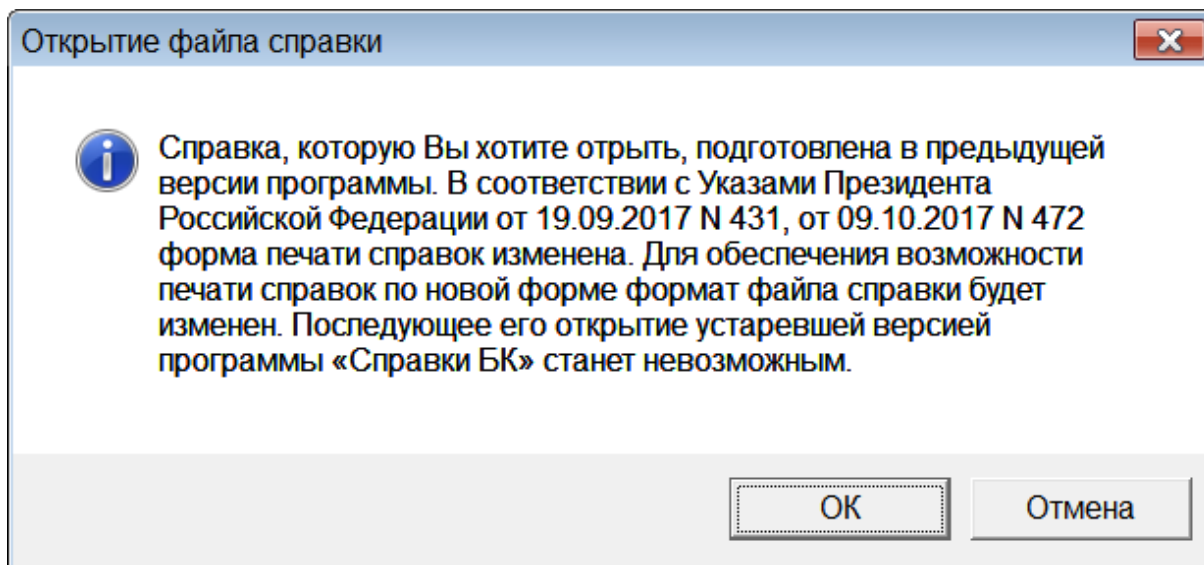 Открытие файла справки
Справка, которую Вы хотите отрыть, подготовлена в предыдущей
версии программы. В соответствии с Указами Президента
Российской Федерации от 19.09.2017 N 431, от 09.10.2017 N 472
форма печати справок изменена. Для обеспечения возможности
печати справок по новой форме формат файла справки будет
изменен. Последующее его открытие устаревшей версией
программы «Справки БК» станет невозможным.
ОК
Отмена